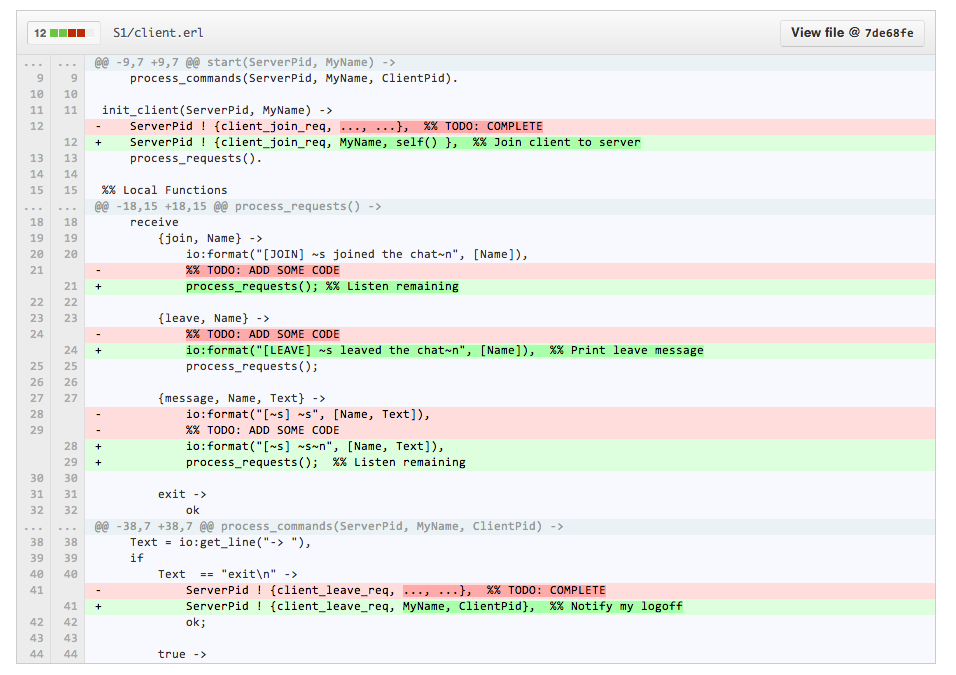 12 S1/client.erl View file @ 7de68fe
... ... @@ -9,7 +9,7 @@ start(ServerPid, MyName) ->
9 9 process_commands(ServerPid, MyName, ClientPid).
10 10
11 11 init_client(ServerPid, MyName) ->
12 - ServerPid ! {client_join_req, ..., ...}, %% TODO: COMPLETE
12 + ServerPid ! {client_join_req, MyName, self() }, %% Join client to server
13 13 process_requests().
14 14
15 15 %% Local Functions
... ... @@ -18,15 +18,15 @@ process_requests() ->
18 18 receive
19 19 {join, Name} ->
20 20 io:format("[JOIN] ~s joined the chat~n", [Name]),
21 - %% TODO: ADD SOME CODE
21 + process_requests(); %% Listen remaining
22 22
23 23 {leave, Name} ->
24 - %% TODO: ADD SOME CODE
24 + io:format("[LEAVE] ~s leaved the chat~n", [Name]), %% Print leave message
25 25 process_requests();
26 26
27 27 {message, Name, Text} ->
28 - io:format("[~s] ~s", [Name, Text]),
29 - %% TODO: ADD SOME CODE
28 + io:format("[~s] ~s~n", [Name, Text]),
29 + process_requests(); %% Listen remaining
30 30
31 31 exit ->
32 32 ok
... ... @@ -38,7 +38,7 @@ process_commands(ServerPid, MyName, ClientPid) ->
38 38 Text = io:get_line("-> "),
39 39 if
40 40 Text == "exit\n" ->
41 - ServerPid ! {client_leave_req, ..., ...}, %% TODO: COMPLETE
41 + ServerPid ! {client_leave_req, MyName, ClientPid}, %% Notify my logoff
42 42 ok;
43 43
44 44 true ->